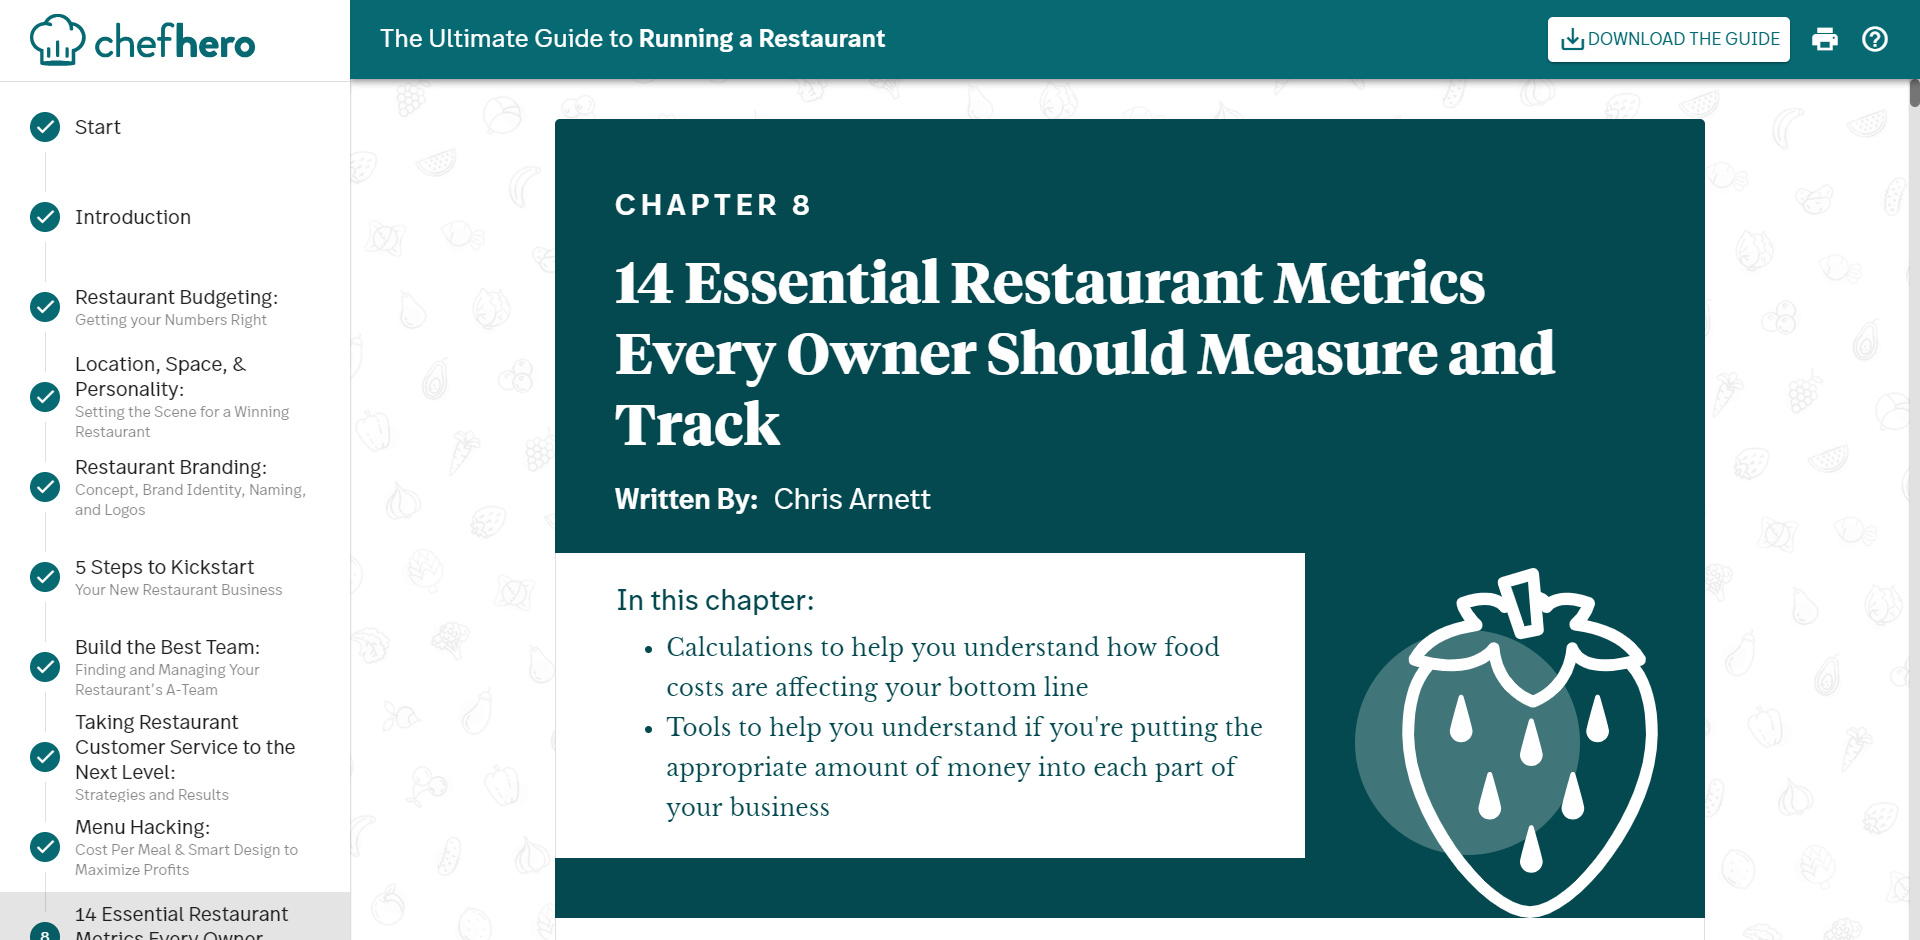 chefhero
The Ultimate Guide to Running a Restaurant
DOWNLOAD THE GUIDE
Start
Introduction
Restaurant Budgeting:
Getting your Numbers Right
Location, Space, &
Personality:
Setting the Scene for a Winning
Restaurant
Restaurant Branding:
Concept, Brand Identity, Naming,
and Logos
5 Steps to Kickstart
Your New Restaurant Business
Build the Best Team:
Finding and Managing Your
Restaurant's A-Team
Taking Restaurant
Customer Service to the
Next Level:
Strategies and Results
Menu Hacking:
Cost Per Meal & Smart Design to
Maximize Profits
8
14 Essential Restaurant
Metrics Every Owner
CHAPTER 8
14 Essential Restaurant Metrics
Every Owner Should Measure and
Track
Written By: Chris Arnett
In this chapter:
• Calculations to help you understand how food
costs are affecting your bottom line
• Tools to help you understand if you're putting the
appropriate amount of money into each part of
your business